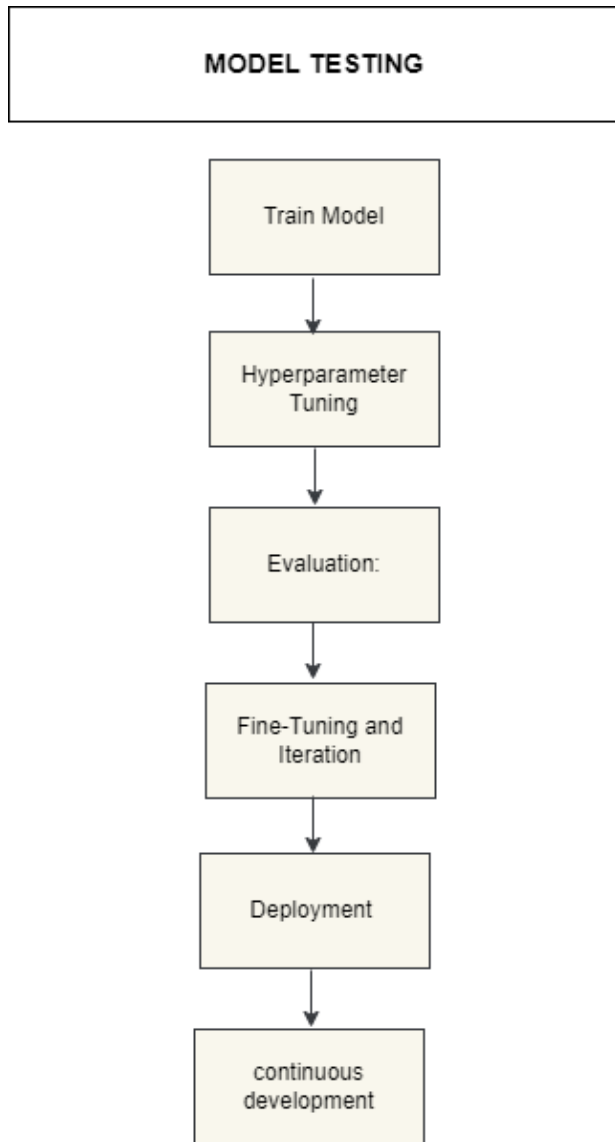 MODEL TESTING
Train Model
Hyperparameter
Tuning
Evaluation:
Fine-Tuning and
Iteration
Deployment
continuous
development